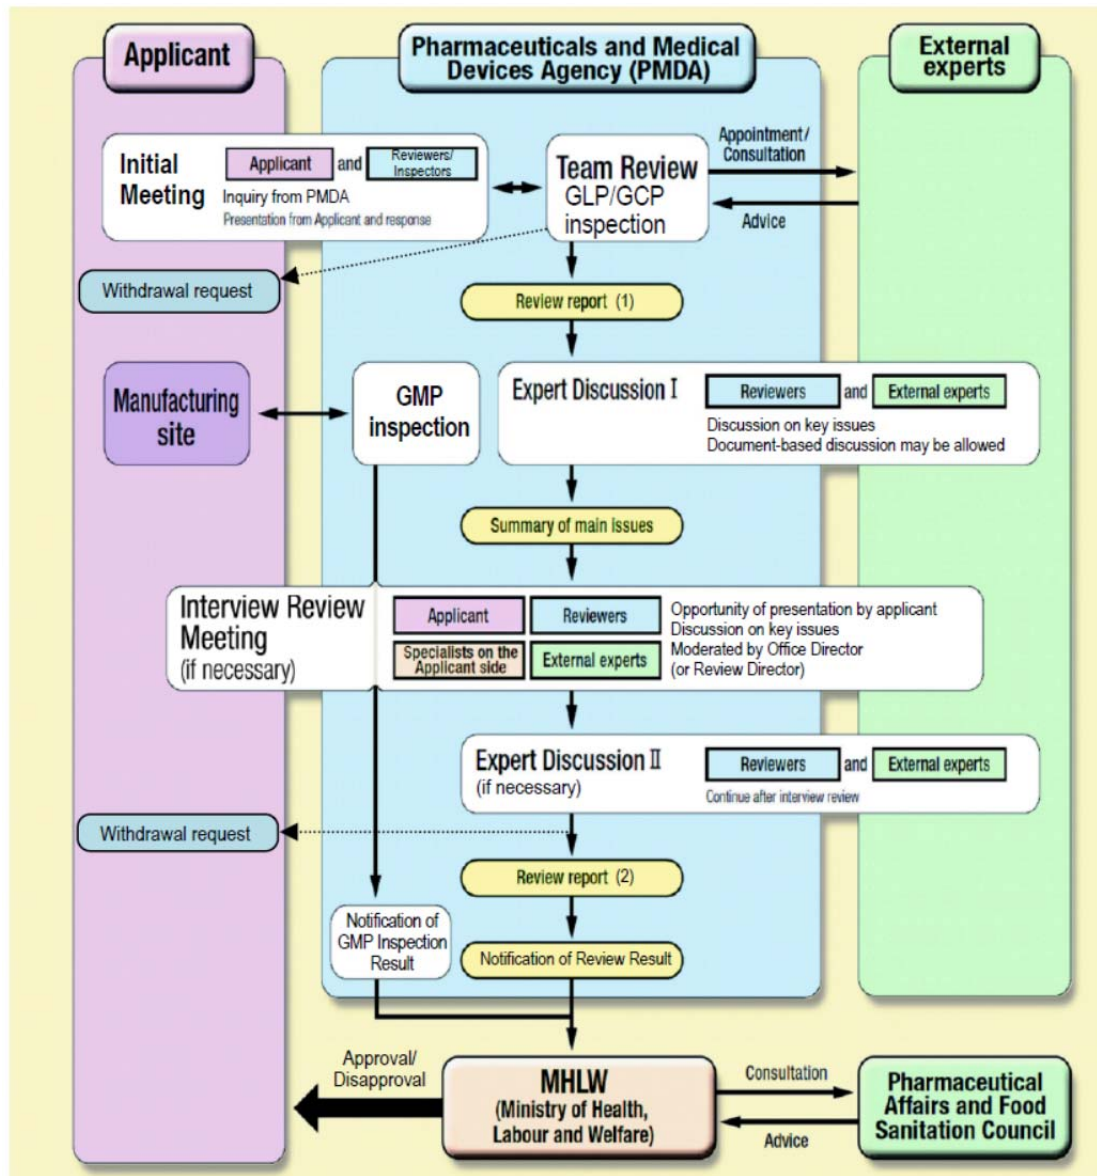 Applicant
Pharmaceuticals and Medical
Devices Agency (PMDA)
External
experts
Initial
Meeting
Applicant
and
Reviewers/
Inspectors
Inquiry from PMDA
Presentation from Applicant and response
Team Review
GLP/GCP
inspection
Appointment/
Consultation
Advice
Withdrawal request
Review report (1)
Manufacturing
site
GMP
inspection
Expert Discussion I
Reviewers
and
External experts
Discussion on key issues
Document-based discussion may be allowed
Summary of main issues
Interview Review
Meeting
(if necessary)
Applicant
Reviewers
Specialists on the
Applicant side
External experts
Opportunity of presentation by applicant
Discussion on key issues
Moderated by Office Director
(or Review Director)
Expert Discussion II
(if necessary)
Reviewers
and
External experts
Continue after interview review
Withdrawal request
Review report (2)
Notification of
GMP Inspection
Result
Notification of Review Result
Approval/
Disapproval
MHLW
(Ministry of Health,
Labour and Welfare)
Consultation
Advice
Pharmaceutical
Affairs and Food
Sanitation Council